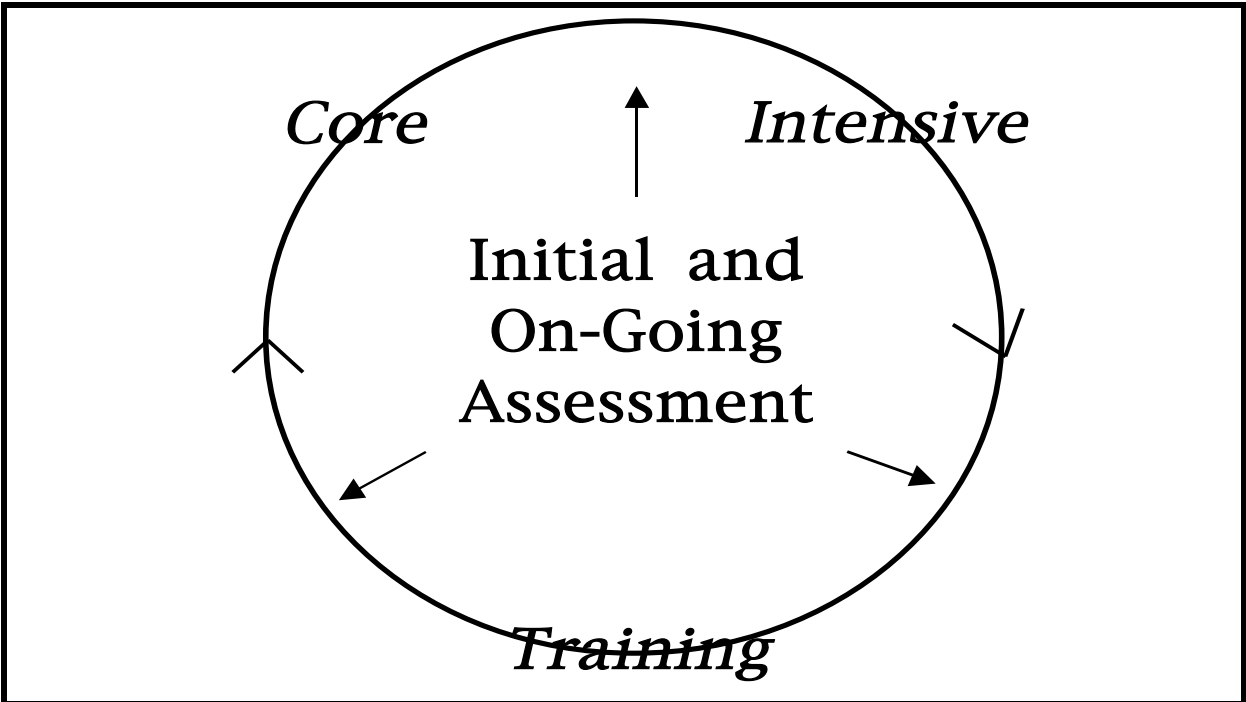 Core
Intensive
Initial and
On-Going
Assessment
Training